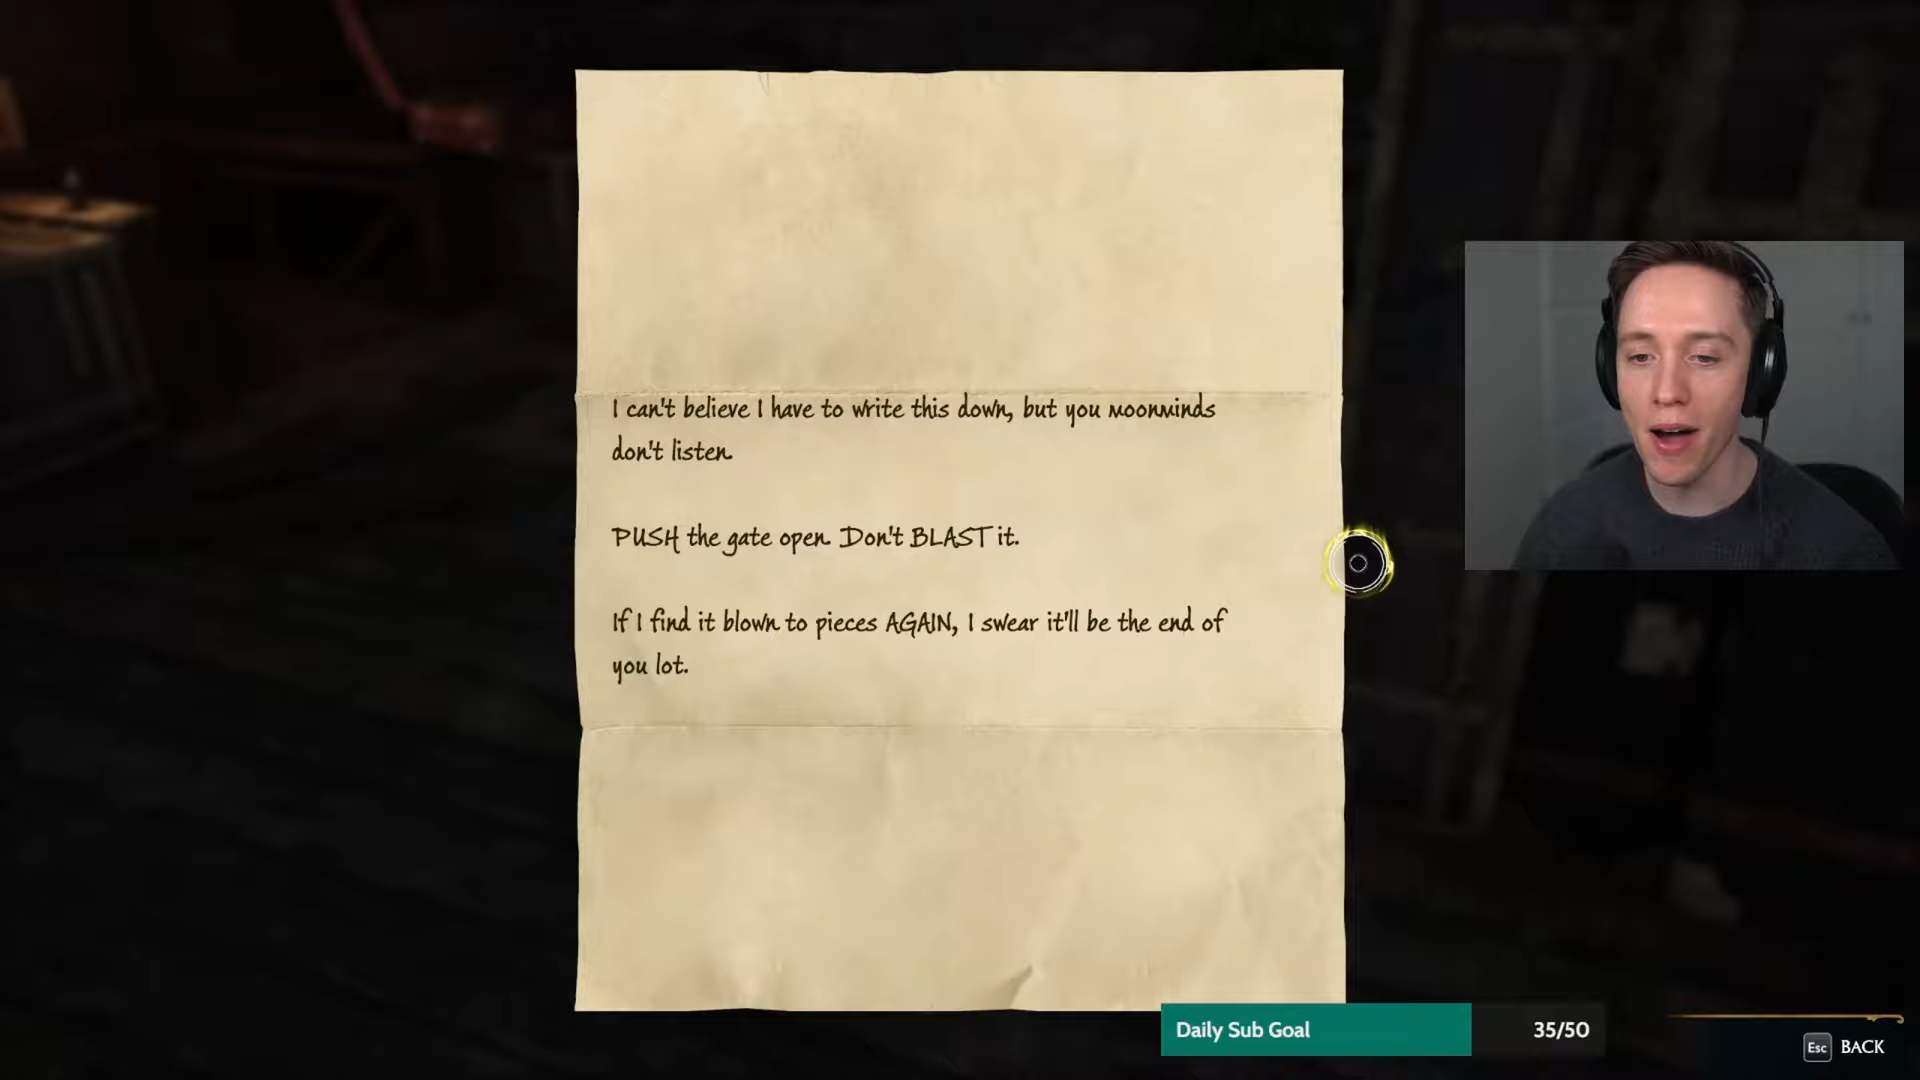 I can't believe I have to write this down, but you moonminds
don't listen.
PUSH the gate open. Don't BLAST it.
If I find it blown to pieces AGAIN, I swear it'll be the end of
you lot.
Daily Sub Goal 35/50
Esc BACK